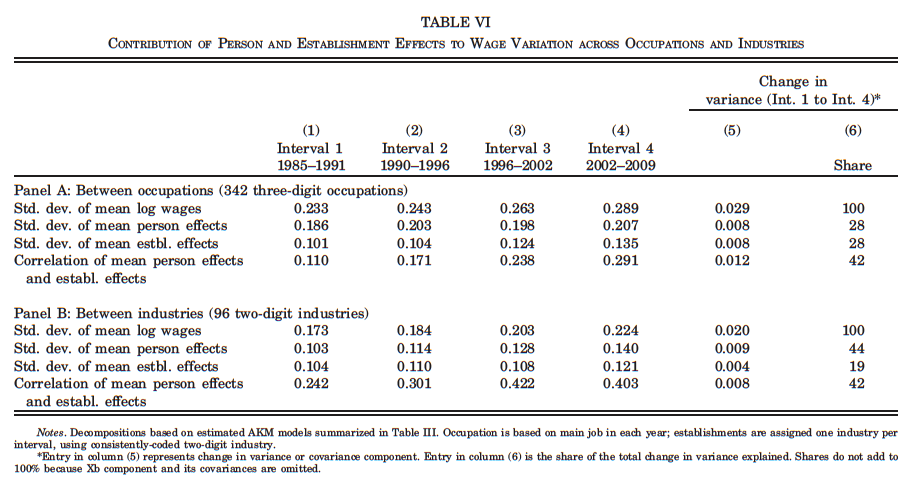 TABLE VI
CONTRIBUTION OF PERSON AND ESTABLISHMENT EFFECTS TO WAGE VARIATION ACROSS OCCUPATIONS AND INDUSTRIES
Change in
variance (Int. 1 to Int. 4)*
(1) (2) (3) (4) (5) (6)
Interval 1 Interval 2 Interval 3 Interval 4
1985–1991 1990–1996 1996–2002 2002–2009 Share
Panel A: Between occupations (342 three-digit occupations)
Std. dev. of mean log wages 0.233 0.243 0.263 0.289 0.029 100
Std. dev. of mean person effects 0.186 0.203 0.198 0.207 0.008 28
Std. dev. of mean estbl. effects 0.101 0.104 0.124 0.135 0.008 28
Correlation of mean person effects 0.110 0.171 0.238 0.291 0.012 42
and establ. effects
Panel B: Between industries (96 two-digit industries)
Std. dev. of mean log wages 0.173 0.184 0.203 0.224 0.020 100
Std. dev. of mean person effects 0.103 0.114 0.128 0.140 0.009 44
Std. dev. of mean estbl. effects 0.104 0.110 0.108 0.121 0.004 19
Correlation of mean person effects 0.242 0.301 0.422 0.403 0.008 42
and establ. effects
Notes. Decompositions based on estimated AKM models summarized in Table III. Occupation is based on main job in each year; establishments are assigned one industry per
interval, using consistently-coded two-digit industry.
*Entry in column (5) represents change in variance or covariance component. Entry in column (6) is the share of the total change in variance explained. Shares do not add to
100% because Xb component and its covariances are omitted.